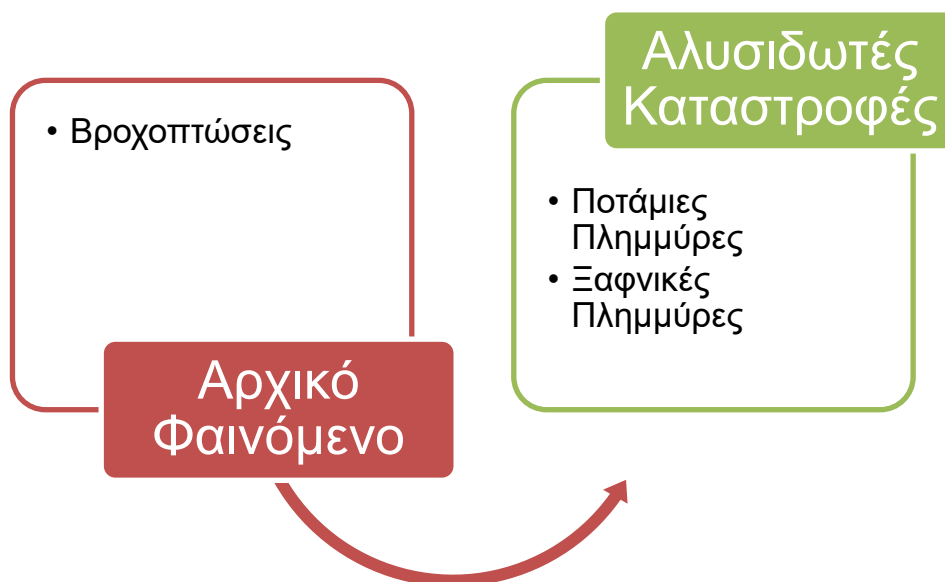 • Βροχοπτώσεις
Αρχικό
Φαινόμενο
Αλυσιδωτές
Καταστροφές
• Ποτάμιες
Πλημμύρες
• Ξαφνικές
Πλημμύρες